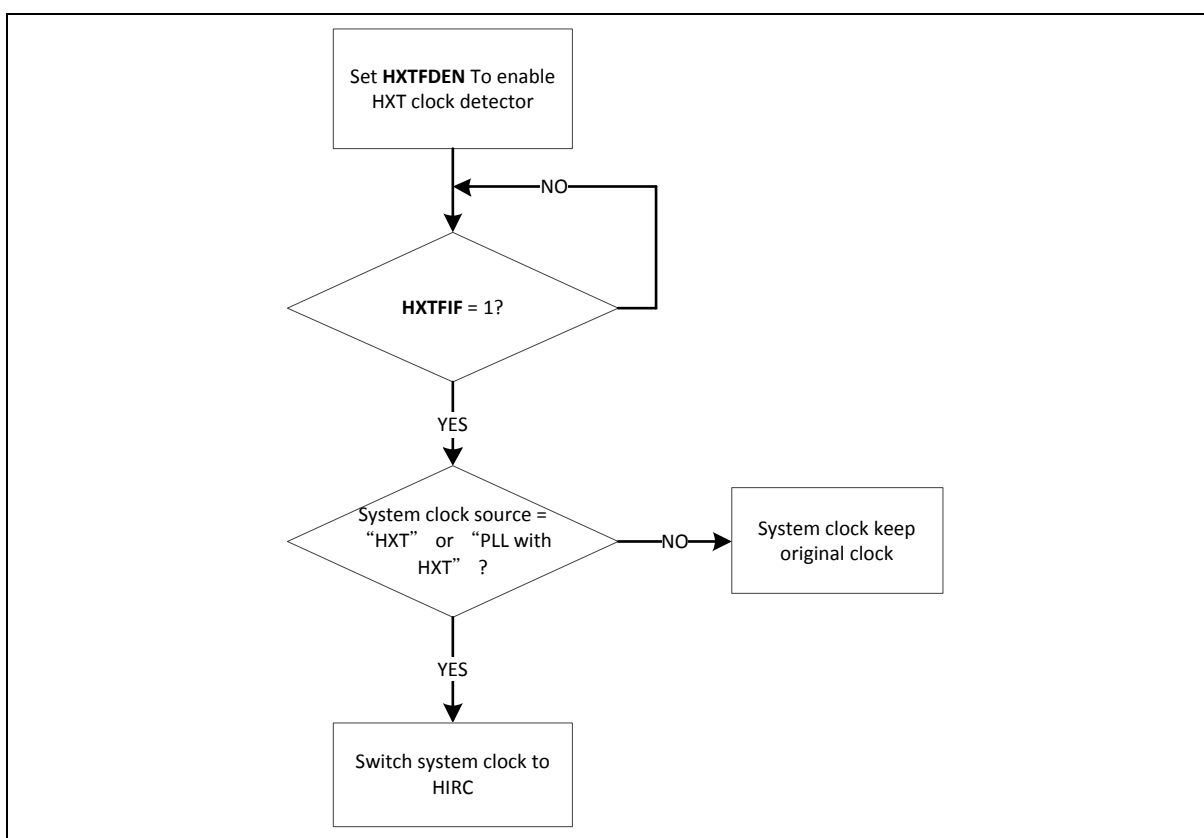 Set HXTFDEN To enable
HXT clock detector
NO
HXTFIF = 1?
YES
System clock source =
“HXT” or “PLL with
HXT” ?
NO
System clock keep
original clock
YES
Switch system clock to
HIRC